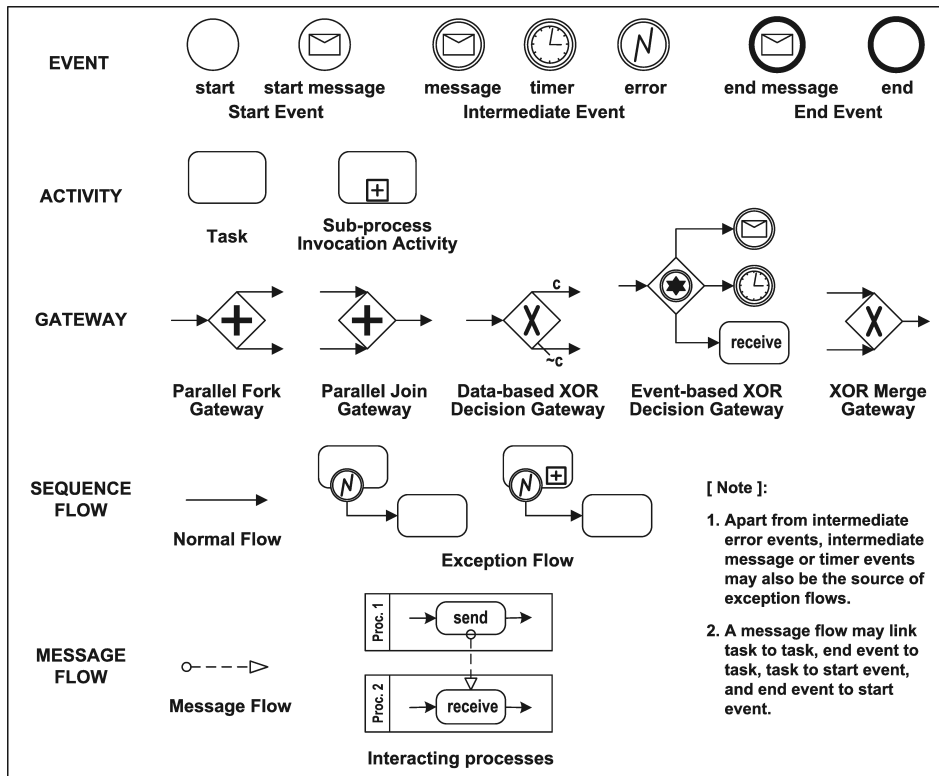 EVENT
start
start message
message
timer
error
end message
end
Start Event
Intermediate Event
End Event
ACTIVITY
Task
Sub-process
Invocation Activity
GATEWAY
c
~c
receive
Parallel Fork
Gateway
Parallel Join
Gateway
Data-based XOR
Decision Gateway
Event-based XOR
Decision Gateway
XOR Merge
Gateway
SEQUENCE
FLOW
Normal Flow
Exception Flow
[ Note ]:
1. Apart from intermediate
error events, intermediate
message or timer events
may also be the source of
exception flows.
2. A message flow may link
task to task, end event to
task, task to start event,
and end event to start
event.
MESSAGE
FLOW
Message Flow
Proc. 1
send
Proc. 2
receive
Interacting processes